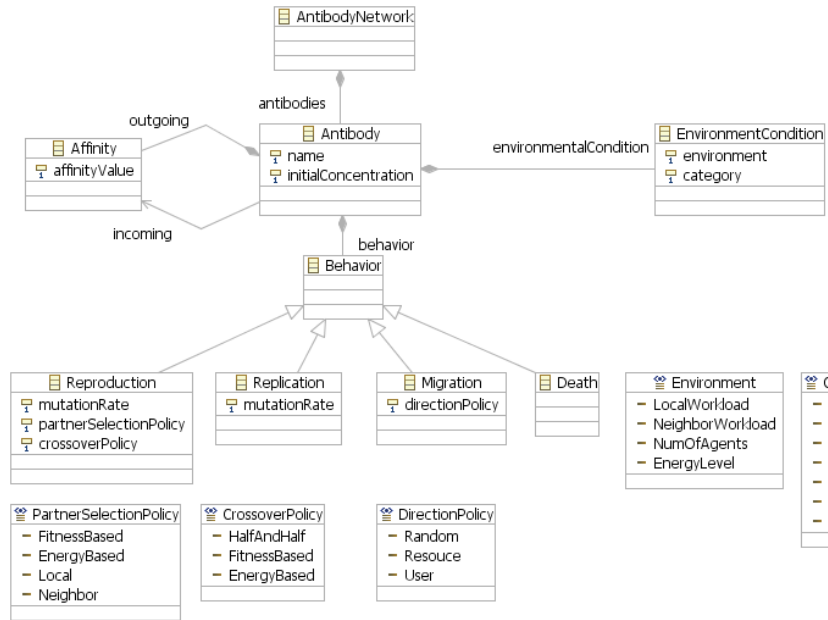 AntibodyNetwork
antibodies
outgoing
Affinity
affinityValue
incoming
Antibody
name
initialConcentration
environmentalCondition
EnvironmentCondition
environment
category
behavior
Behavior
Reproduction
mutationRate
partnerSelectionPolicy
crossoverPolicy
Replication
mutationRate
Migration
directionPolicy
Death
Environment
LocalWorkload
NeighborWorkload
NumOfAgents
EnergyLevel
PartnerSelectionPolicy
FitnessBased
EnergyBased
Local
Neighbor
CrossoverPolicy
HalfAndHalf
FitnessBased
EnergyBased
DirectionPolicy
Random
Resouce
User